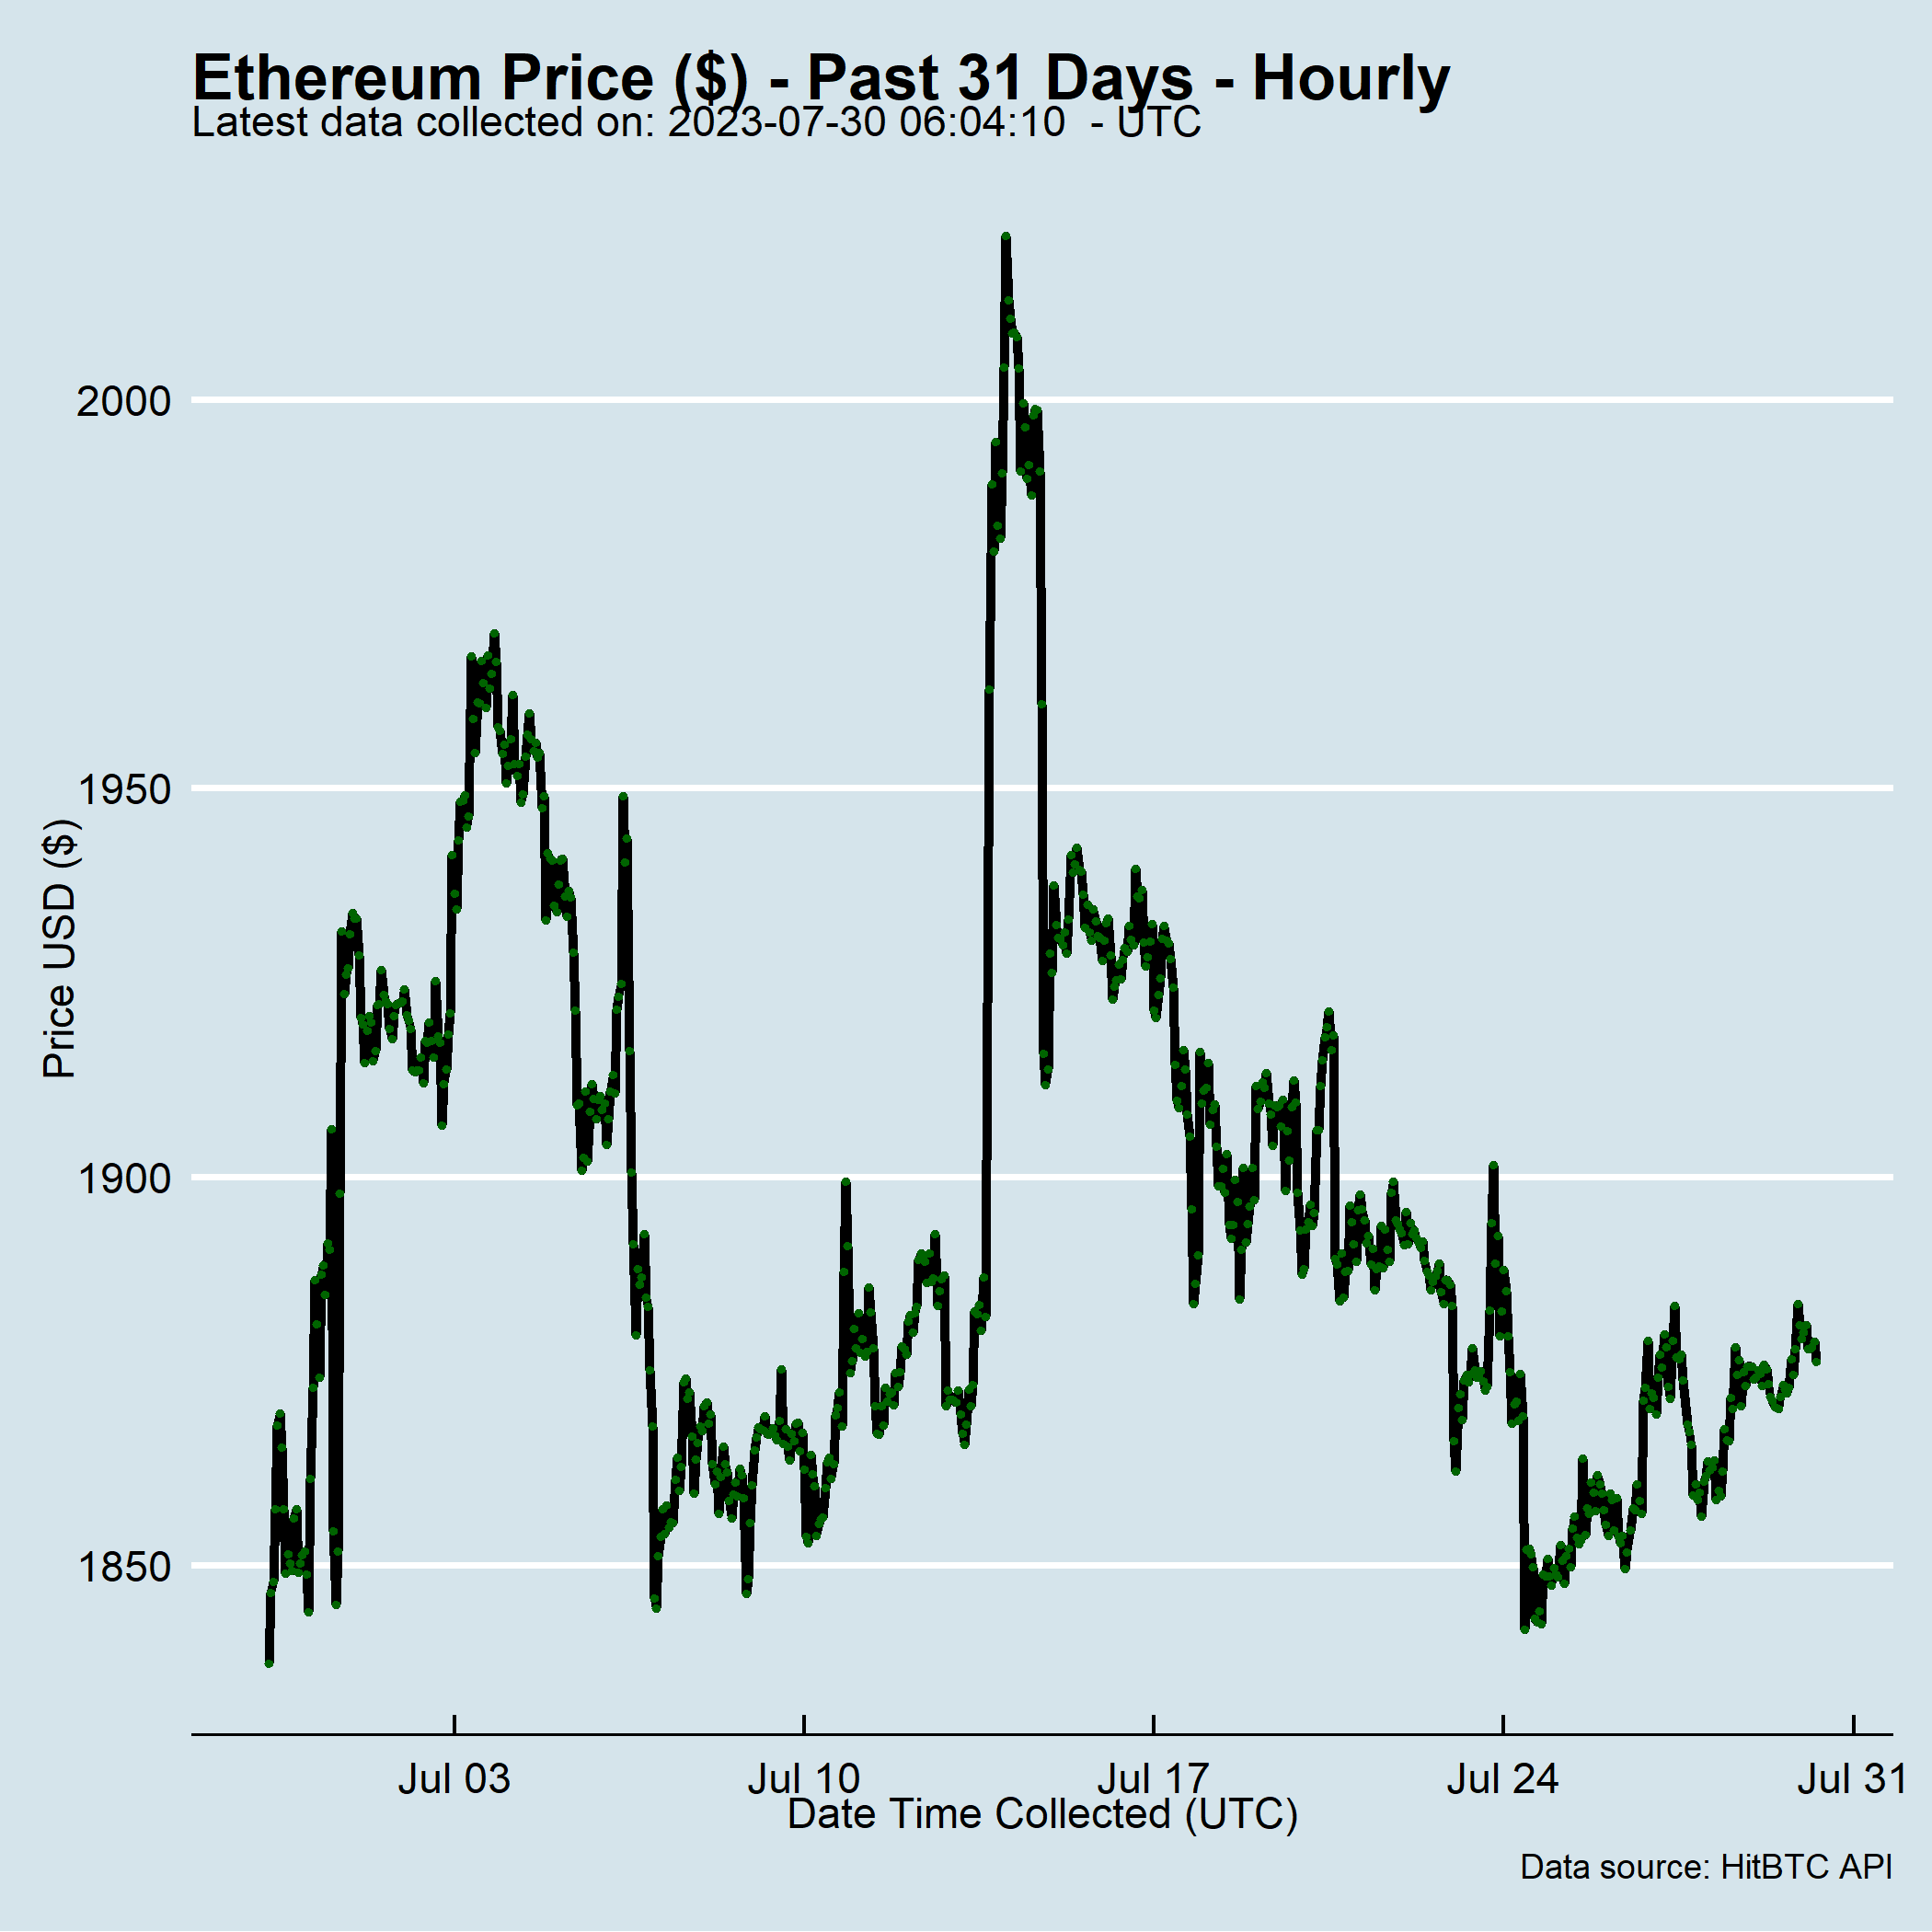 Ethereum Price ($) - Past 31 Days - Hourly
Latest data collected on: 2023-07-30 06:04:10  - UTC
2000
1950
1900
1850
Price USD ($)
Jul 03
Jul 10
Jul 17
Jul 24
Jul 31
Date Time Collected (UTC)
Data source: HitBTC API